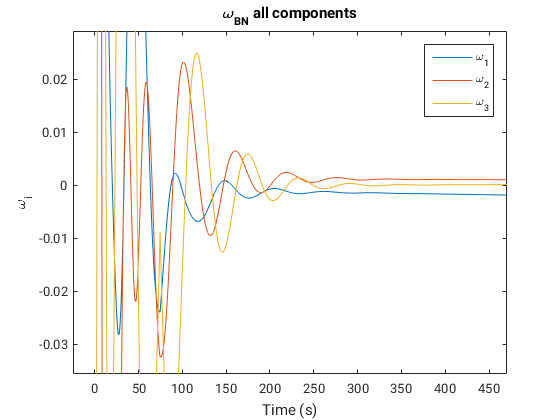 ω_BN all components
0.02
0.01
0
-0.01
-0.02
-0.03
ω_i
ω_1
ω_2
ω_3
0 50 100 150 200 250 300 350 400 450
Time (s)